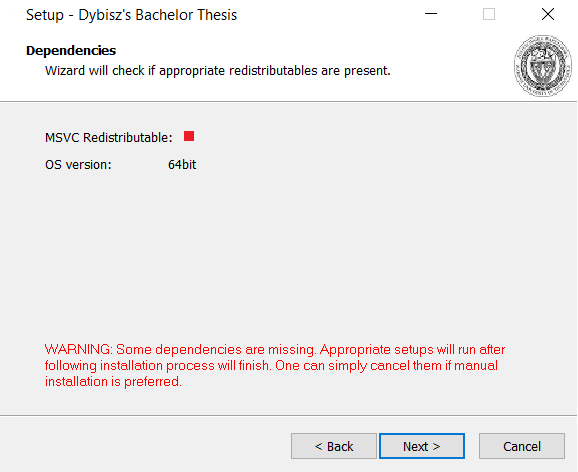 Setup - Dybisz's Bachelor Thesis
Dependencies
Wizard will check if appropriate redistributables are present.
MSVC Redistributable:
OS version: 64bit
WARNING: Some dependencies are missing. Appropriate setups will run after
following installation process will finish. One can simply cancel them if manual
installation is preferred.
< Back Next > Cancel